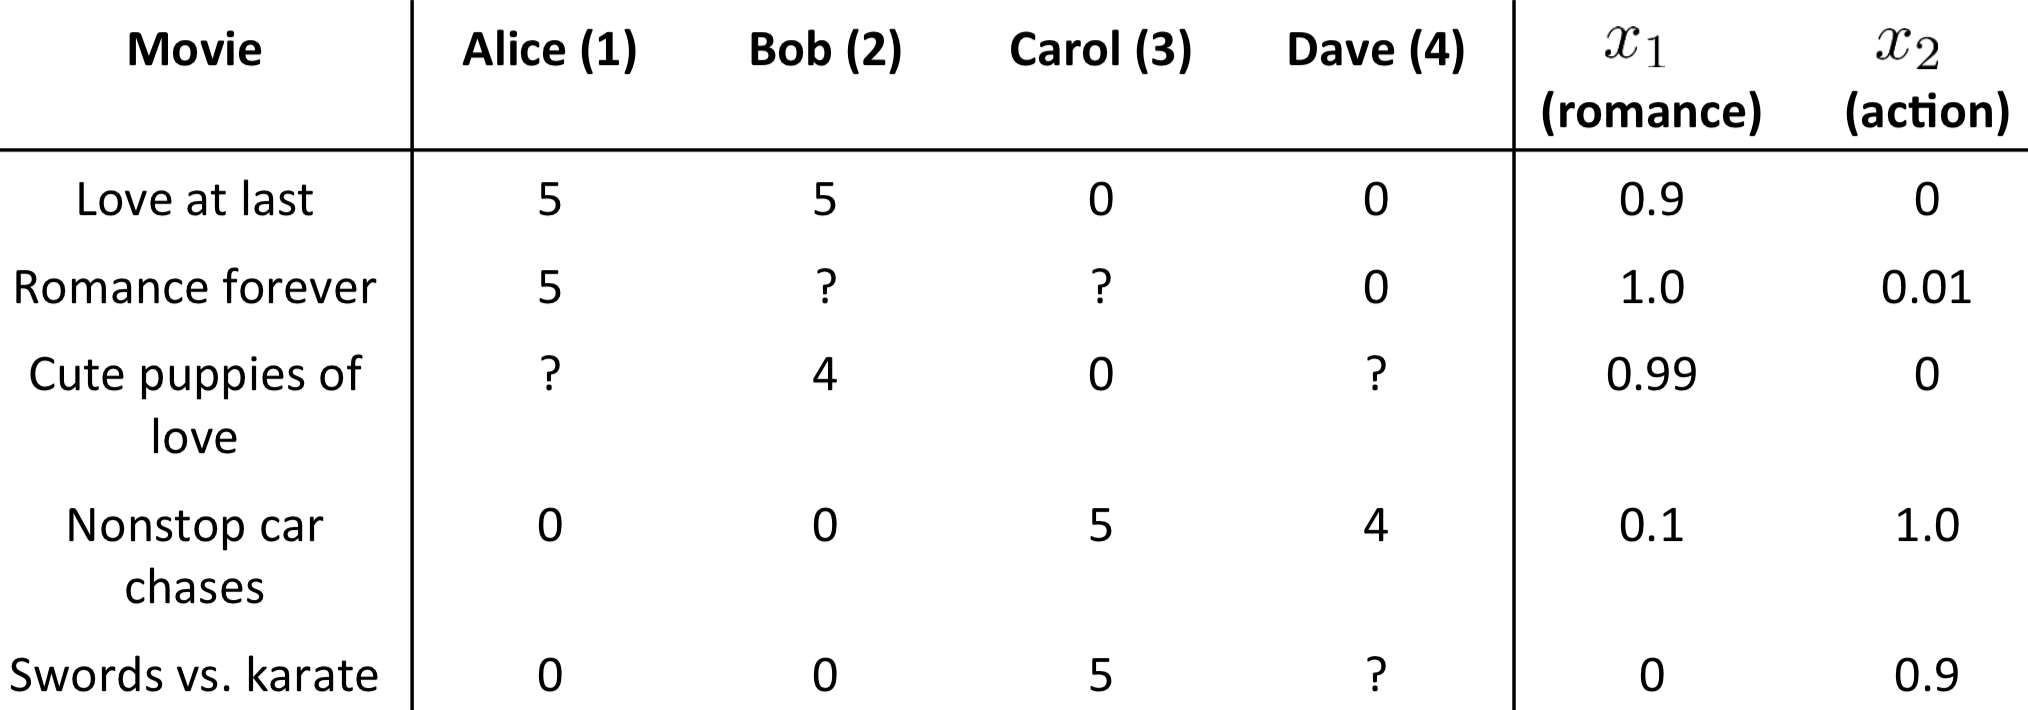 Movie Alice (1) Bob (2) Carol (3) Dave (4) x₁ x₂
(romance) (action)
Love at last 5 5 0 0 0.9 0
Romance forever 5 ? ? 0 1.0 0.01
Cute puppies of ? 4 0 ? 0.99 0
love
Nonstop car 0 0 5 4 0.1 1.0
chases
Swords vs. karate 0 0 5 ? 0 0.9